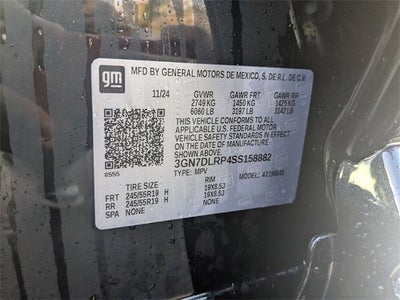 gm
MFD BY GENERAL MOTORS DE MEXICO, S. DE R.L. DE C.V.
11/24 GVWR GAWR FRT GAWR RR
2749 KG 1450 KG 1425 KG
6060 LB 3197 LB 3142 LB
THIS VEHICLE CONFORMS TO ALL APPLICABLE
U.S. FEDERAL MOTOR VEHICLE
SAFETY STANDARDS IN EFFECT
ON THE DATE OF MANUFACTURE SHOWN ABOVE.
3GN7DLRP4SS158882
8555 TYPE: MPV MODEL:
TIRE SIZE RIM
FRT 245/55R19 H 19X8.5J
RR 245/55R19 H 19X8.5J
SPA NONE NONE